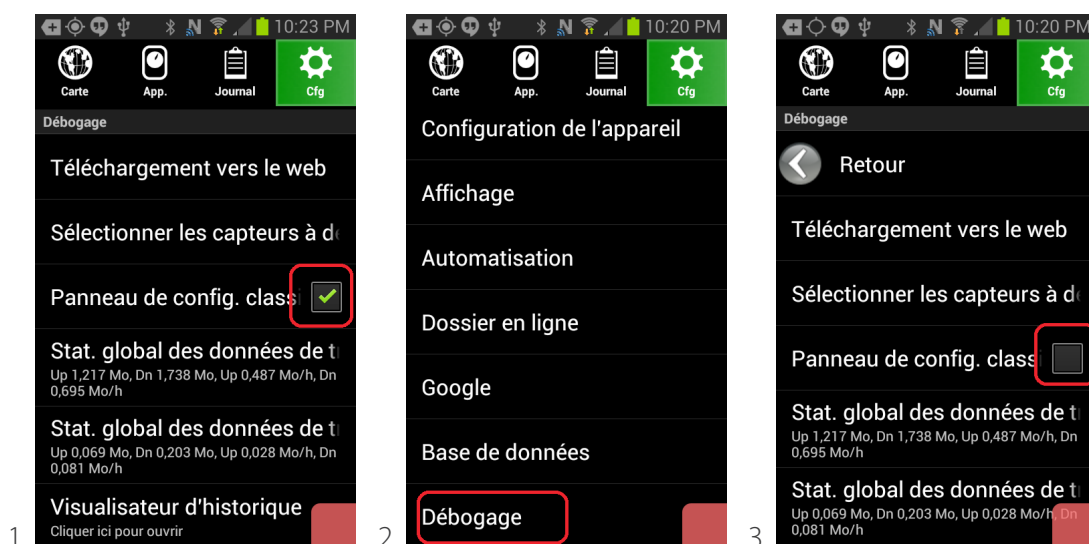 10:23 PM
Carte App. Journal Cfg
Débogage
Téléchargement vers le web
Sélectionner les capteurs à d
Panneau de config. class
Stat. global des données de t
Up 1,217 Mo, Dn 1,738 Mo, Up 0,487 Mo/h, Dn
0,695 Mo/h
Stat. global des données de t
Up 0,069 Mo, Dn 0,203 Mo, Up 0,028 Mo/h, Dn
0,081 Mo/h
Visualisateur d'historique
Cliquer ici pour ouvrir
1
10:20 PM
Carte App. Journal Cfg
Configuration de l'appareil
Affichage
Automatisation
Dossier en ligne
Google
Base de données
Débogage
2
10:20 PM
Carte App. Journal Cfg
Débogage
Retour
Téléchargement vers le web
Sélectionner les capteurs à d
Panneau de config. class
Stat. global des données de t
Up 1,217 Mo, Dn 1,738 Mo, Up 0,487 Mo/h, Dn
0,695 Mo/h
Stat. global des données de t
Up 0,069 Mo, Dn 0,203 Mo, Up 0,028 Mo/h, Dn
0,081 Mo/h
3